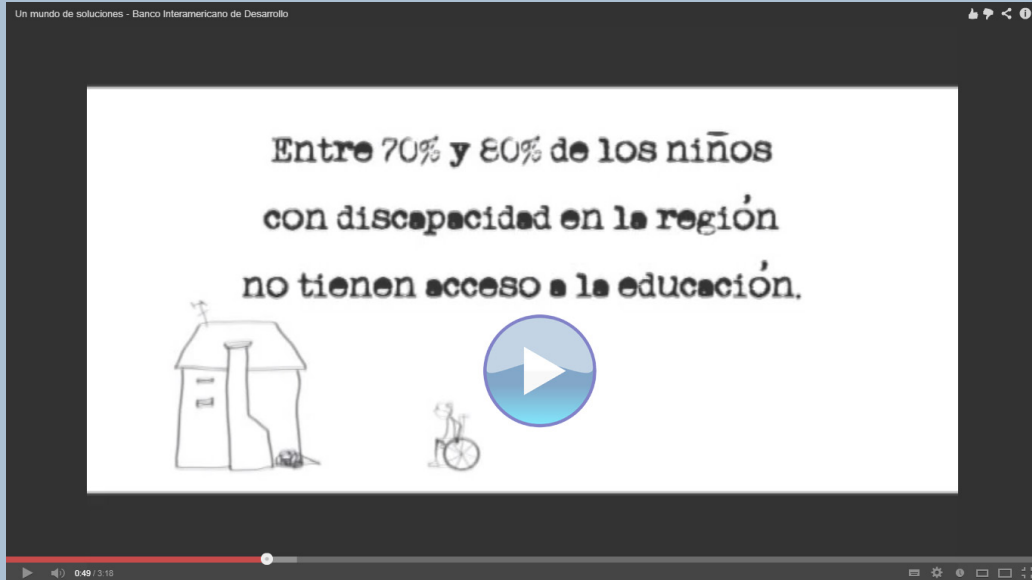 Un mundo de soluciones - Banco Interamericano de Desarrollo
Entre 70% y 80% de los niños
con discapacidad en la región
no tienen acceso a la educación.
0:49 / 3:18